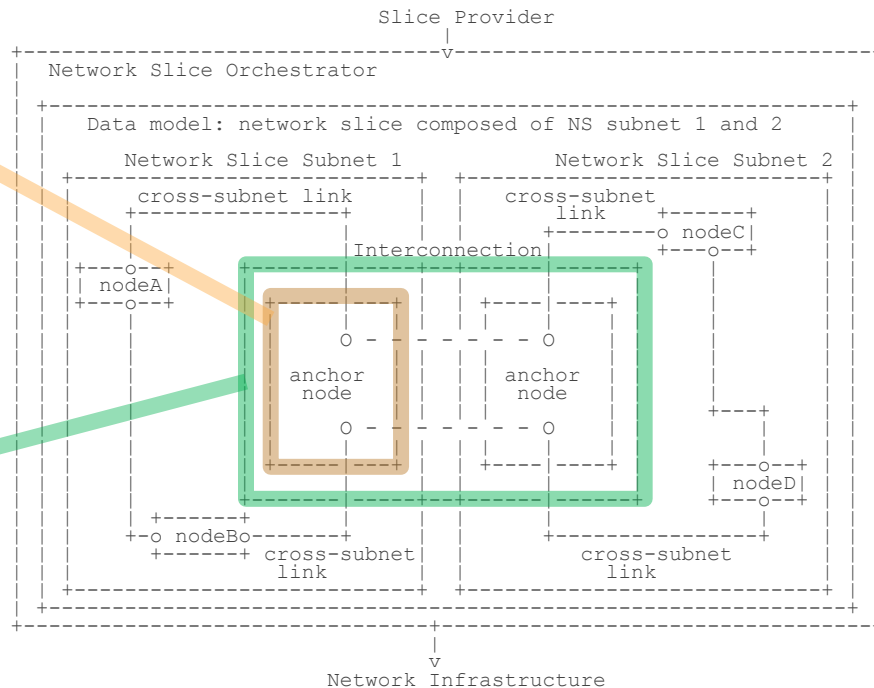 Slice Provider
v
Network Slice Orchestrator
Data model: network slice composed of NS subnet 1 and 2
Network Slice Subnet 1
Network Slice Subnet 2
cross-subnet link
cross-subnet
link
nodeC
Interconnection
nodeA
anchor
node
anchor
node
nodeD
nodeB
cross-subnet
link
cross-subnet
link
v
Network Infrastructure